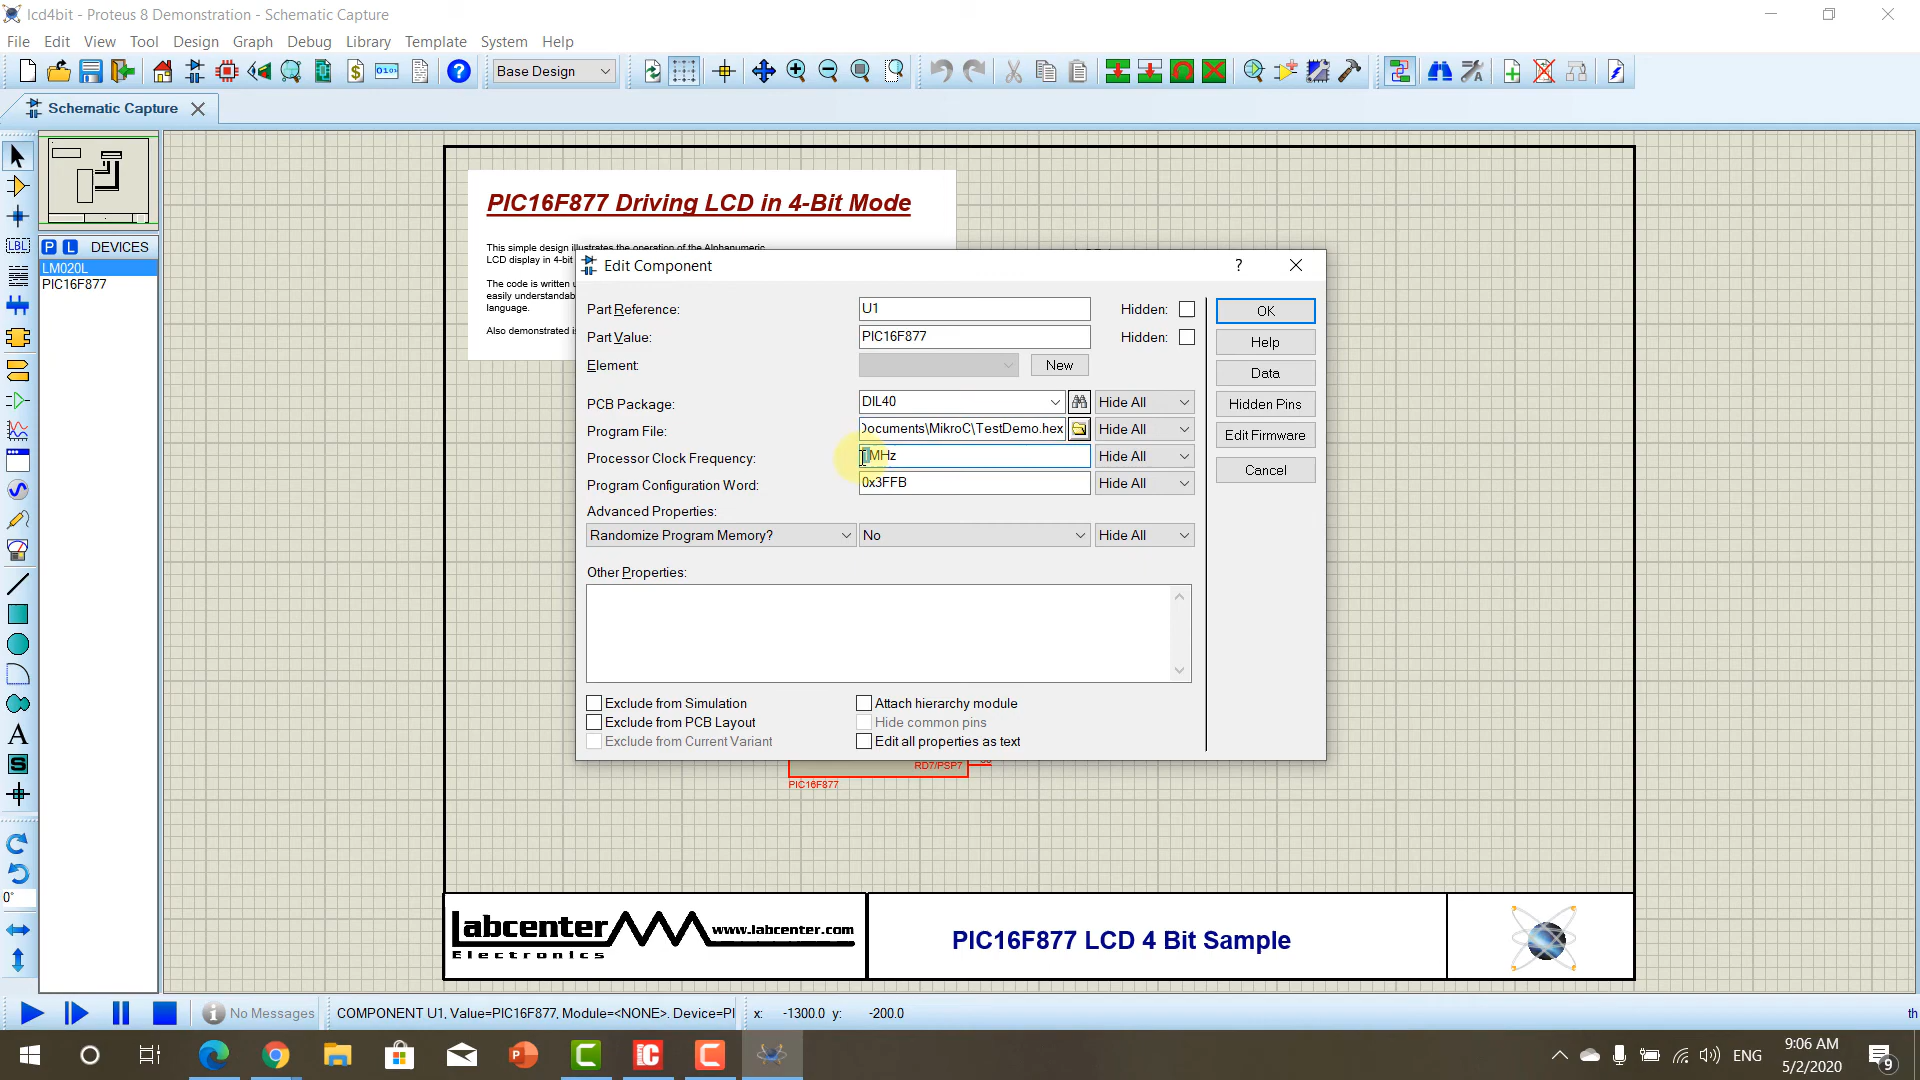 lcd4bit - Proteus 8 Demonstration - Schematic Capture
File Edit View Tool Design Graph Debug Library Template System Help
Base Design
Schematic Capture
P L DEVICES
LM020L
PIC16F877
LBL
PIC16F877 Driving LCD in 4-Bit Mode
This simple design illustrates the operation of the Alphanumeric
LCD display in 4-bit
The code is written
easily understandab
language.
Also demonstrated is
Edit Component
Part Reference: U1 Hidden:
Part Value: PIC16F877 Hidden:
Element: New
PCB Package: DIL40 Hide All
Program File: Documents\MikroC\TestDemo.hex Hide All
Processor Clock Frequency: MHz Hide All
Program Configuration Word: 0x3FFB Hide All
Advanced Properties:
Randomize Program Memory? No Hide All
Other Properties:
Exclude from Simulation Attach hierarchy module
Exclude from PCB Layout Hide common pins
Exclude from Current Variant Edit all properties as text
OK
Help
Data
Hidden Pins
Edit Firmware
Cancel
RD7/PSP7
PIC16F877
0°
labcenter www.labcenter.com
Electronics
PIC16F877 LCD 4 Bit Sample
No Messages COMPONENT U1, Value=PIC16F877, Module=<NONE>. Device=PI x: -1300.0 y: -200.0 th
ENG 9:06 AM
5/2/2020 9